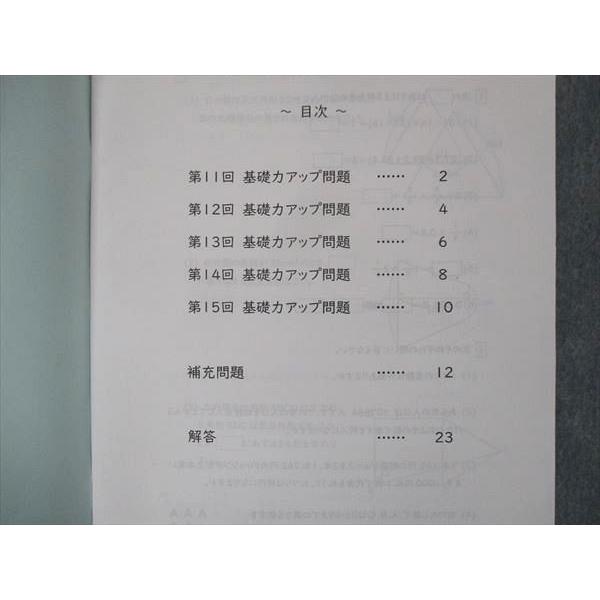 ～ 目次 ～
第11回 基礎力アップ問題 …… 2
第12回 基礎力アップ問題 …… 4
第13回 基礎力アップ問題 …… 6
第14回 基礎力アップ問題 …… 8
第15回 基礎力アップ問題 …… 10
補充問題 …… 12
解答 …… 23